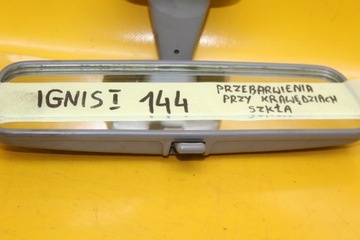 IGNIS I 144
PRZEBARWIENIA
PRZY KRAWĘDZIACH
SZKŁA